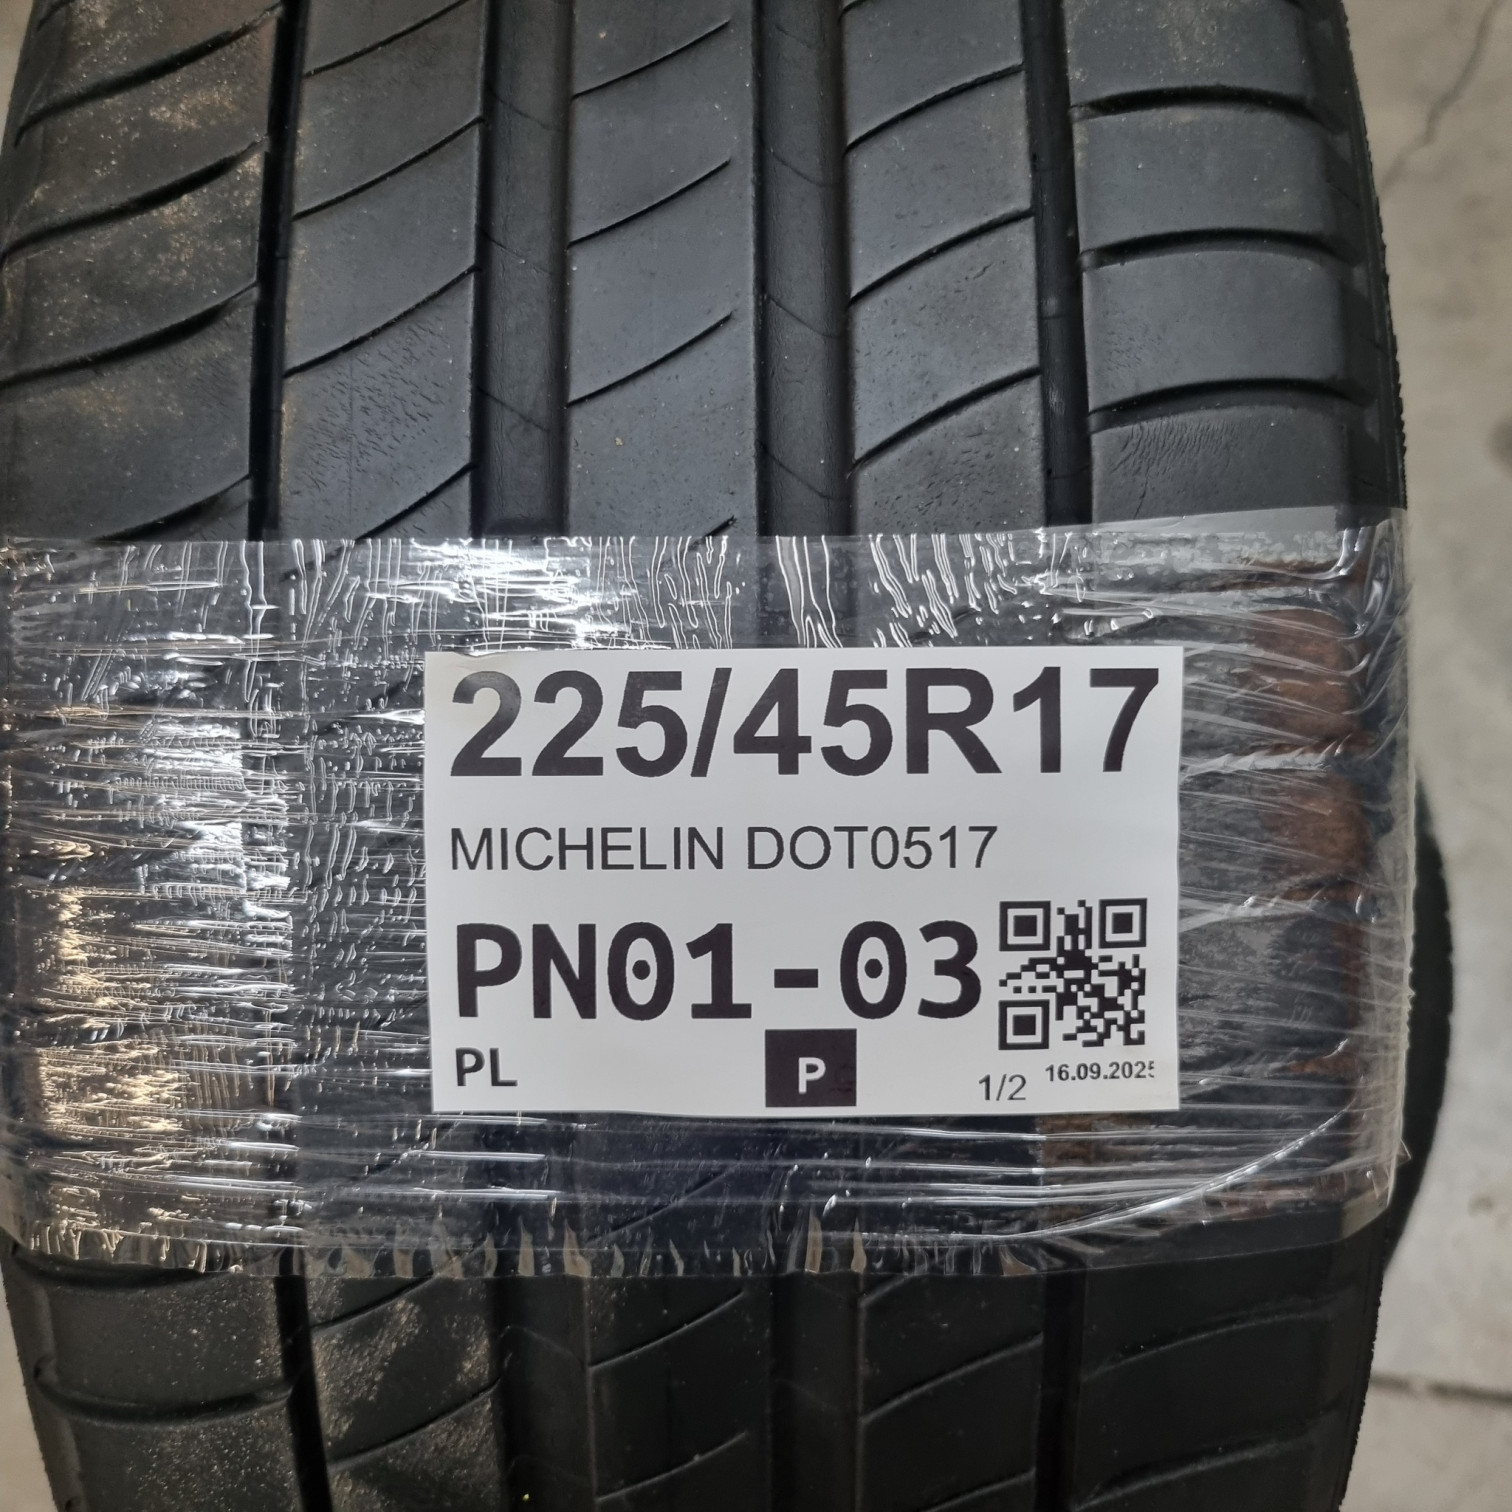 225/45R17
MICHELIN DOT0517
PN01-03
PL
P
1/2
16.09.2025